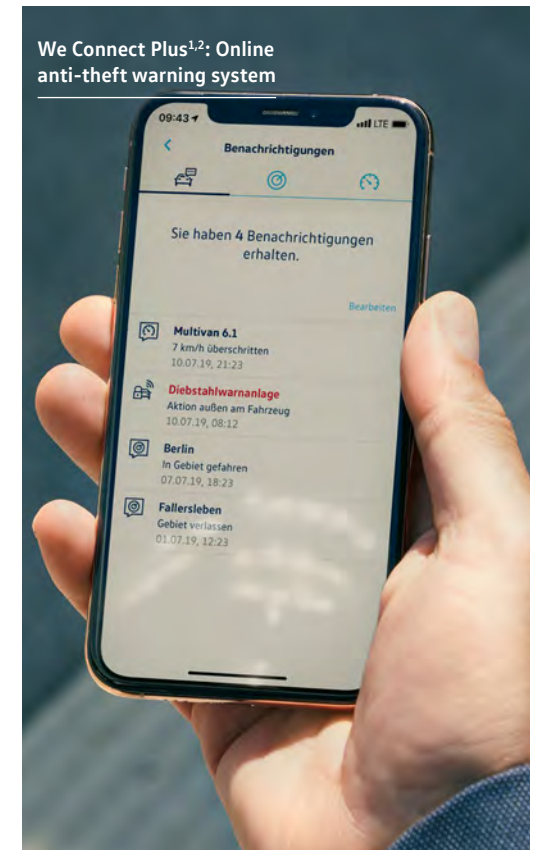 We Connect Plus¹,²: Online
anti-theft warning system
09:43
LTE
Benachrichtigungen
Sie haben 4 Benachrichtigungen
erhalten.
Bearbeiten
Multivan 6.1
7 km/h überschritten
10.07.19, 21:23
Diebstahlwarnanlage
Aktion außen am Fahrzeug
10.07.19, 08:12
Berlin
In Gebiet gefahren
07.07.19, 18:23
Fallersleben
Gebiet verlassen
01.07.19, 12:23